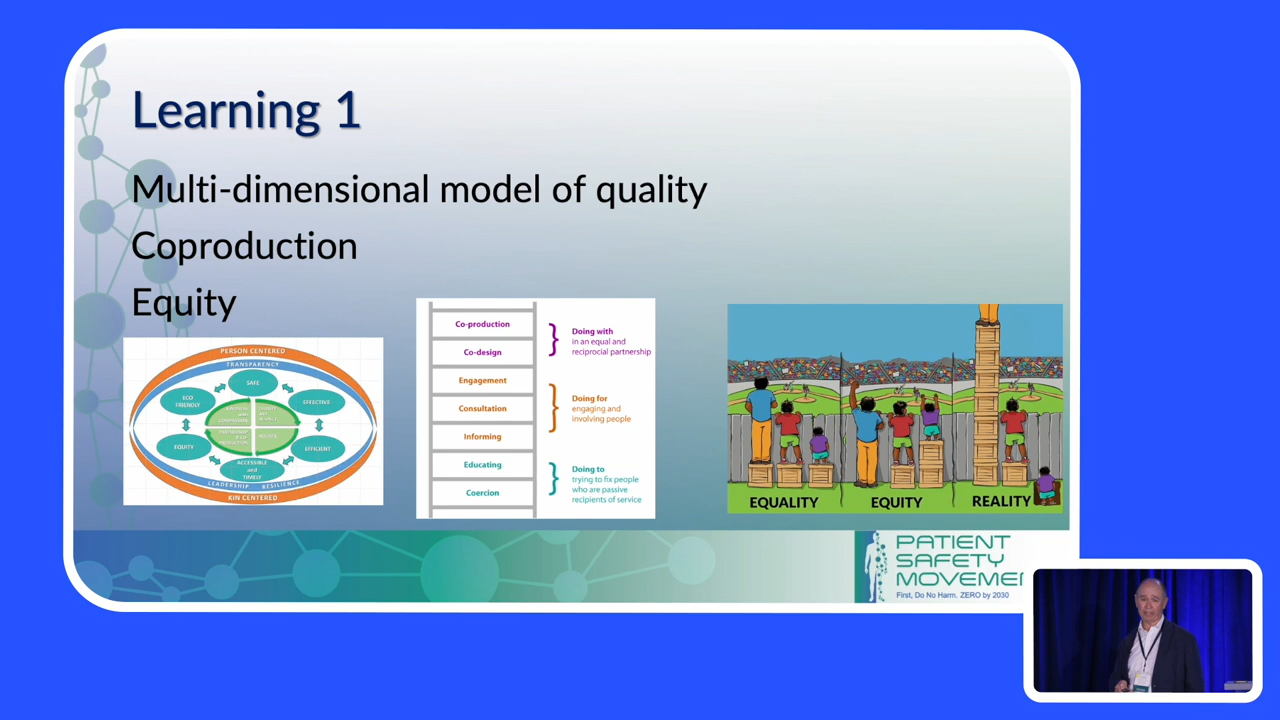 Learning 1
Multi-dimensional model of quality
Coproduction
Equity
PERSON CENTERED
TRANSPARENCY
SAFE
ECO
FRIENDLY
EFFECTIVE
EQUITY
EFFICIENT
ACCESSIBLE
and
TIMELY
LEADERSHIP RESILIENCE
KIN CENTERED
Co-production
Co-design
Engagement
Consultation
Informing
Educating
Coercion
Doing with
in an equal and
reciprocial partnership
Doing for
engaging and
involving people
Doing to
trying to fix people
who are passive
recipients of service
EQUALITY
EQUITY
REALITY
PATIENT
SAFETY
MOVEME
First, Do No Harm. ZERO by 2030